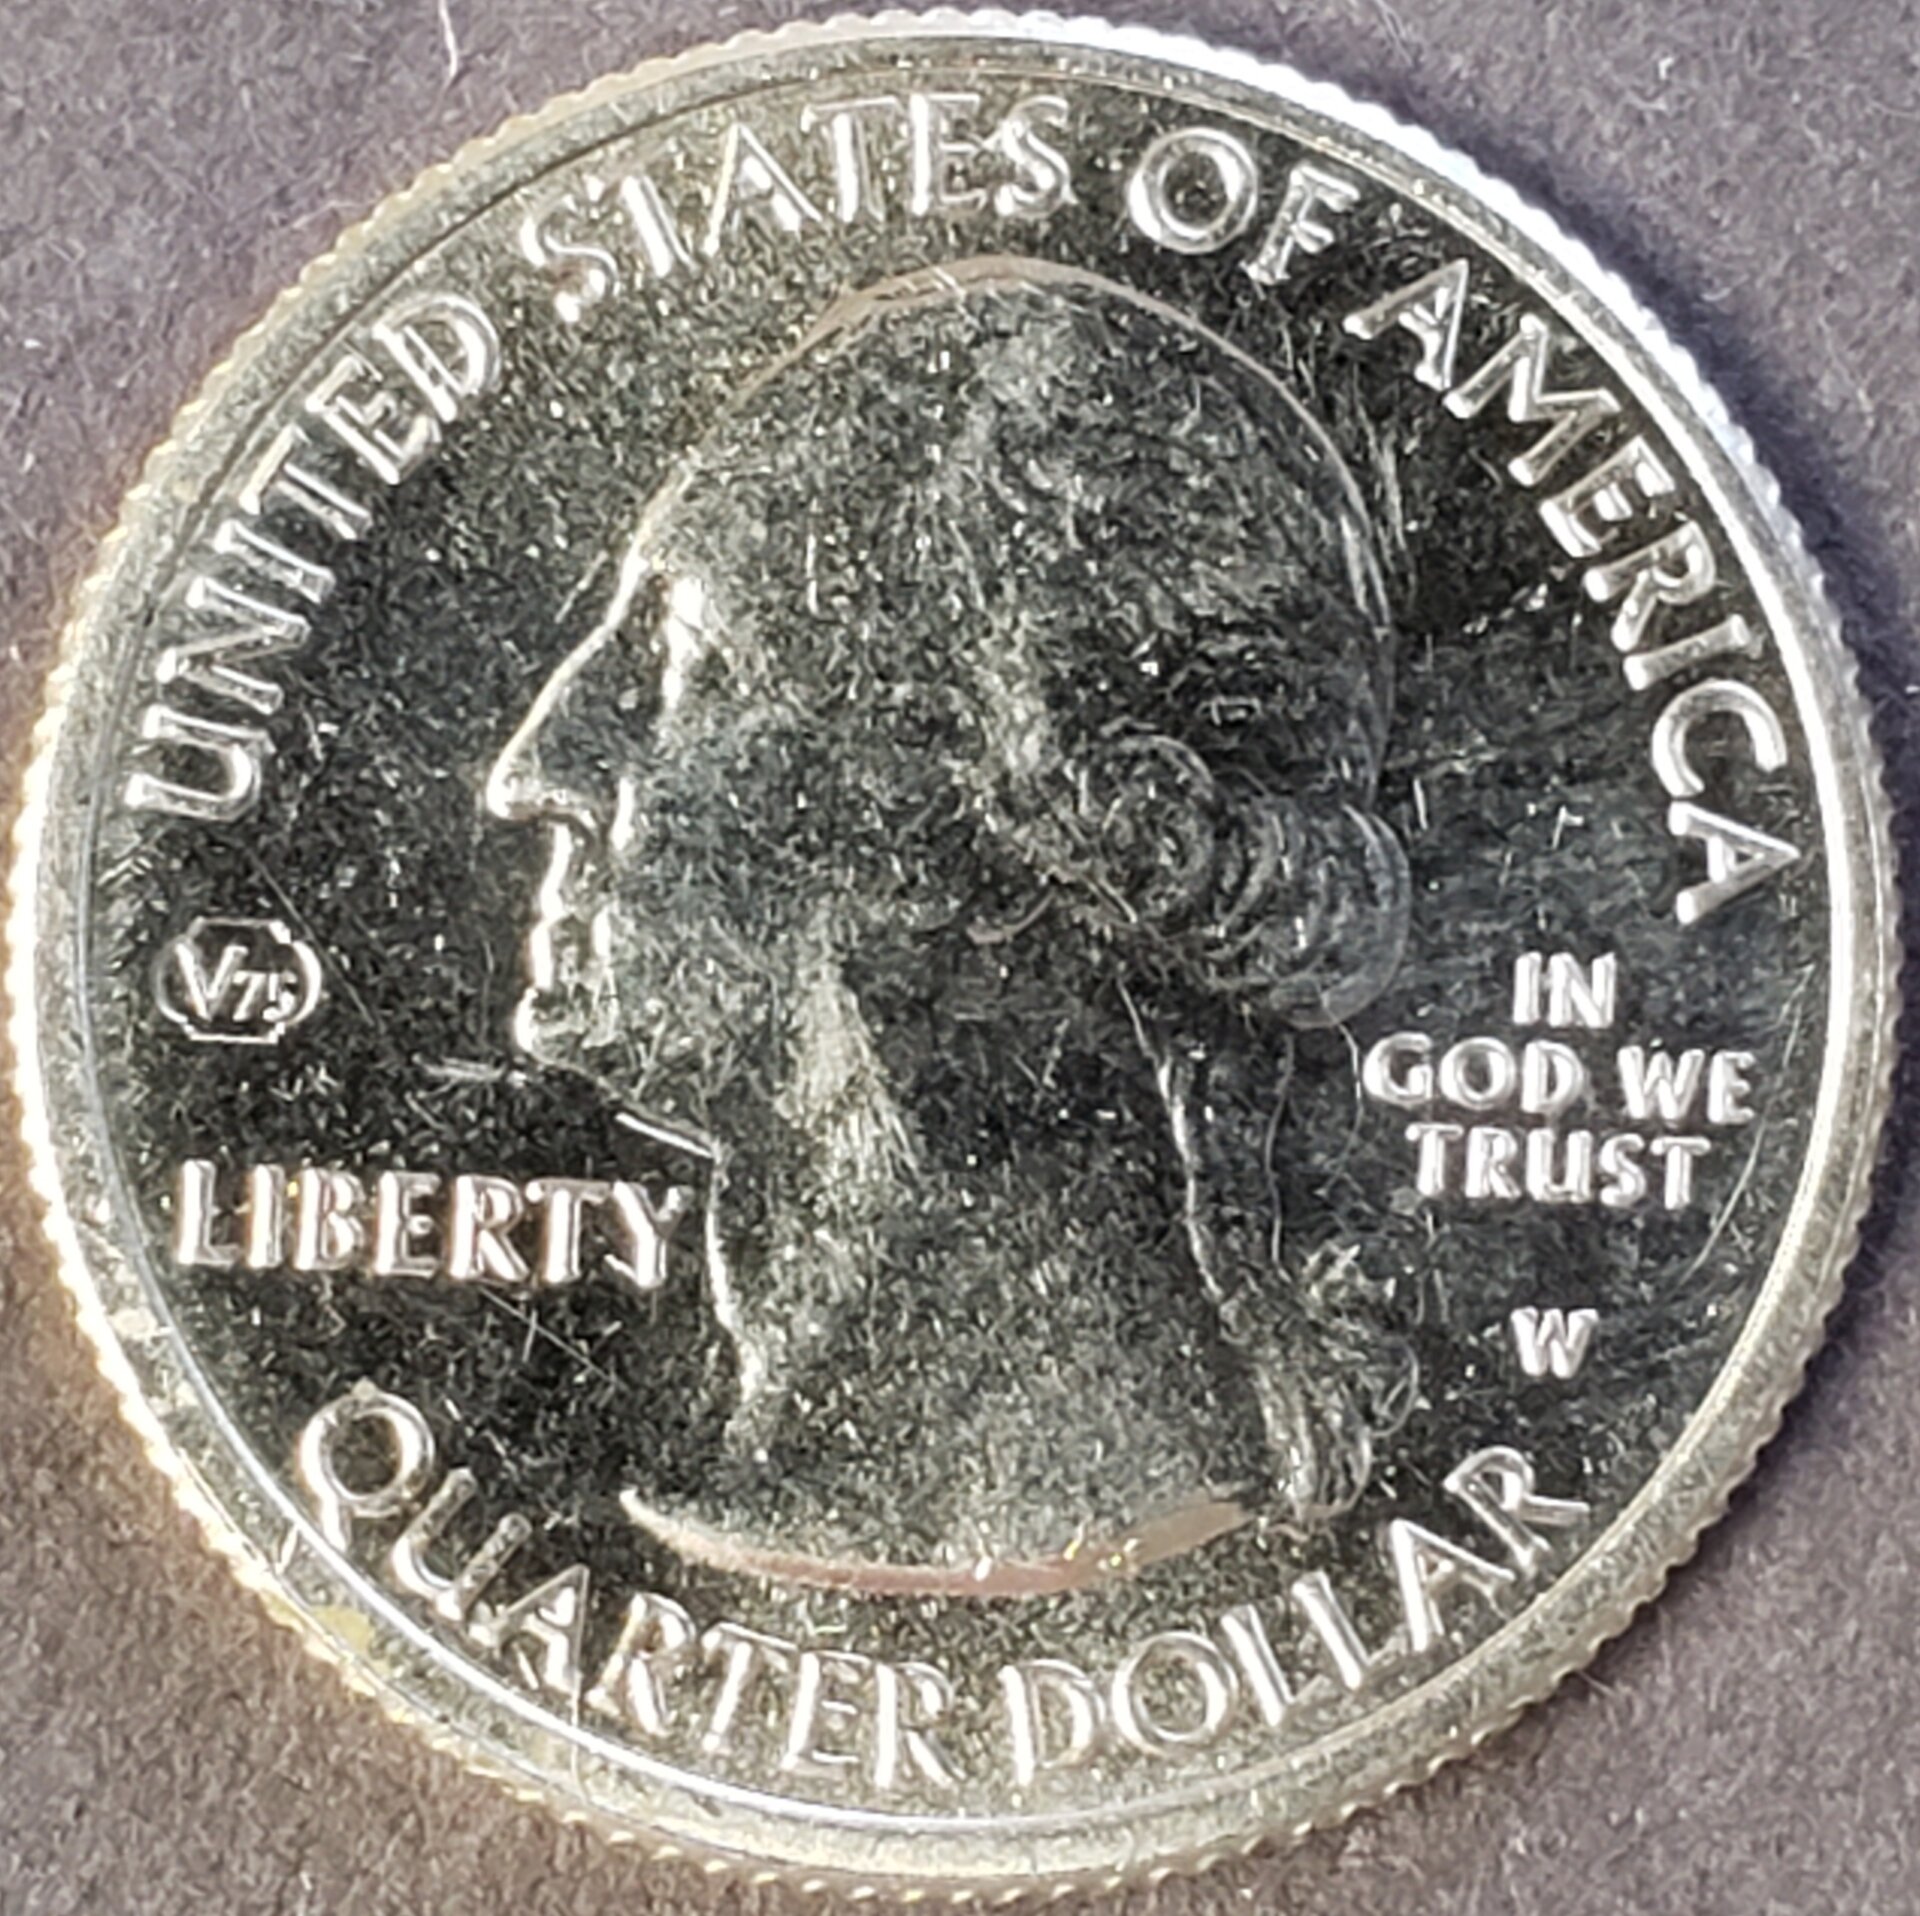 UNITED STATES OF AMERICA
V75
LIBERTY
IN
GOD WE
TRUST
W
QUARTER DOLLAR